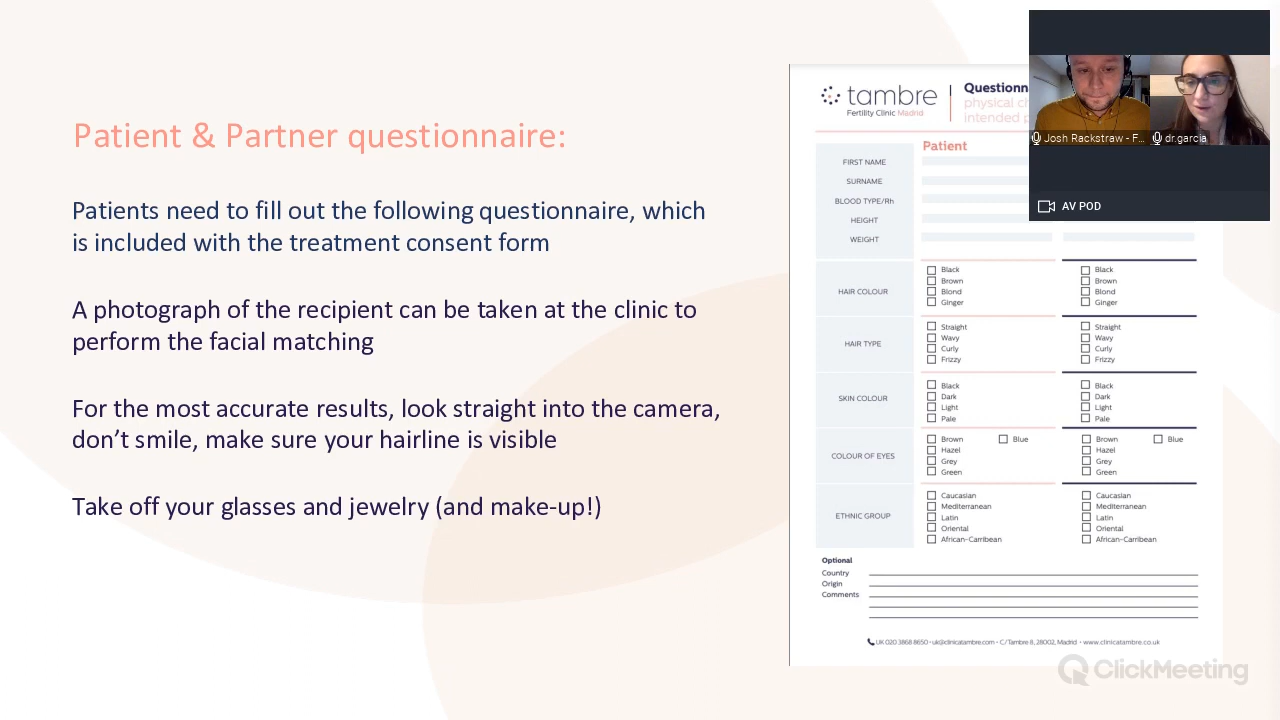 Patient & Partner questionnaire:
Patients need to fill out the following questionnaire, which
is included with the treatment consent form
A photograph of the recipient can be taken at the clinic to
perform the facial matching
For the most accurate results, look straight into the camera,
don’t smile, make sure your hairline is visible
Take off your glasses and jewelry (and make-up!)
tambre
Fertility Clinic Madrid
Questionn
physical ch
intended p
Patient
FIRST NAME
SURNAME
BLOOD TYPE/Rh
HEIGHT
WEIGHT
HAIR COLOUR
Black
Brown
Blond
Ginger
Black
Brown
Blond
Ginger
HAIR TYPE
Straight
Wavy
Curly
Frizzy
Straight
Wavy
Curly
Frizzy
SKIN COLOUR
Black
Dark
Light
Pale
Black
Dark
Light
Pale
COLOUR OF EYES
Brown Blue
Hazel
Grey
Green
Brown Blue
Hazel
Grey
Green
ETHNIC GROUP
Caucasian
Mediterranean
Latin
Oriental
African-Carribean
Caucasian
Mediterranean
Latin
Oriental
African-Carribean
Optional
Country
Origin
Comments
UK 020 3868 8650 • uk@clinicatambre.com • C/Tambre 8, 28002, Madrid • www.clinicatambre.co.uk
Josh Rackstraw - F...
dr.garcia
AV POD
ClickMeeting